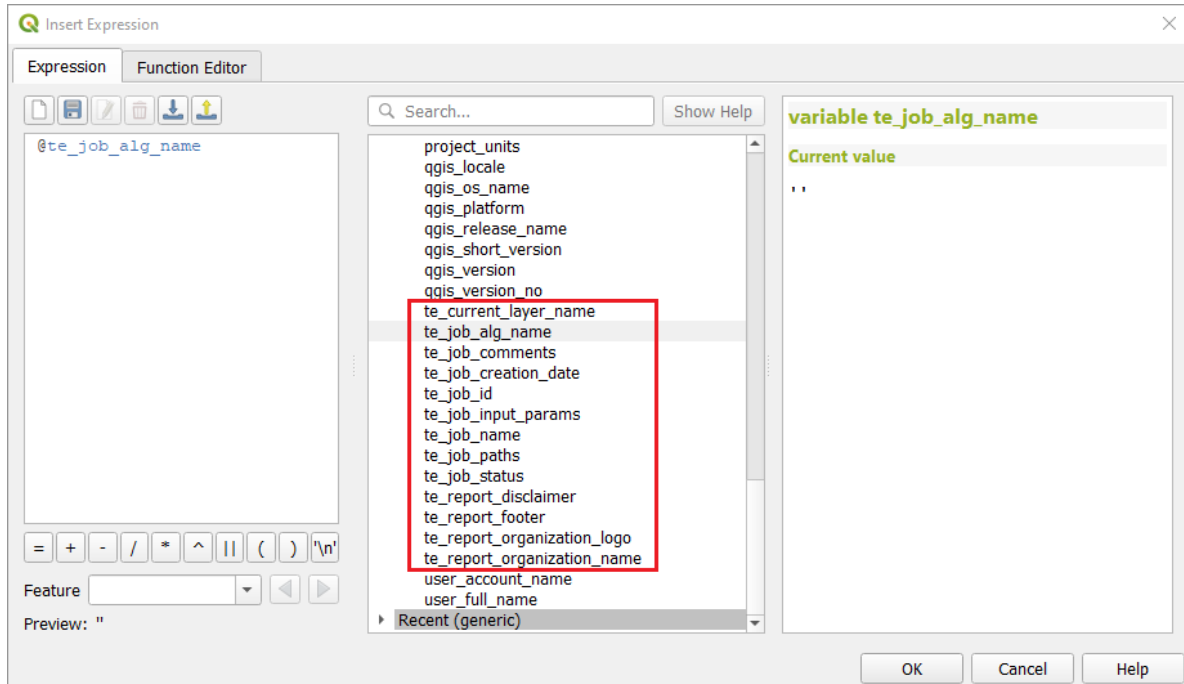 Insert Expression
Expression
Function Editor
@te_job_alg_name
=
+
-
/
*
^
||
(
)
'\n'
Feature
Preview: ''
Search...
Show Help
project_units
qgis_locale
qgis_os_name
qgis_platform
qgis_release_name
qgis_short_version
qgis_version
qgis_version_no
te_current_layer_name
te_job_alg_name
te_job_comments
te_job_creation_date
te_job_id
te_job_input_params
te_job_name
te_job_paths
te_job_status
te_report_disclaimer
te_report_footer
te_report_organization_logo
te_report_organization_name
user_account_name
user_full_name
Recent (generic)
variable te_job_alg_name
Current value
''
OK
Cancel
Help